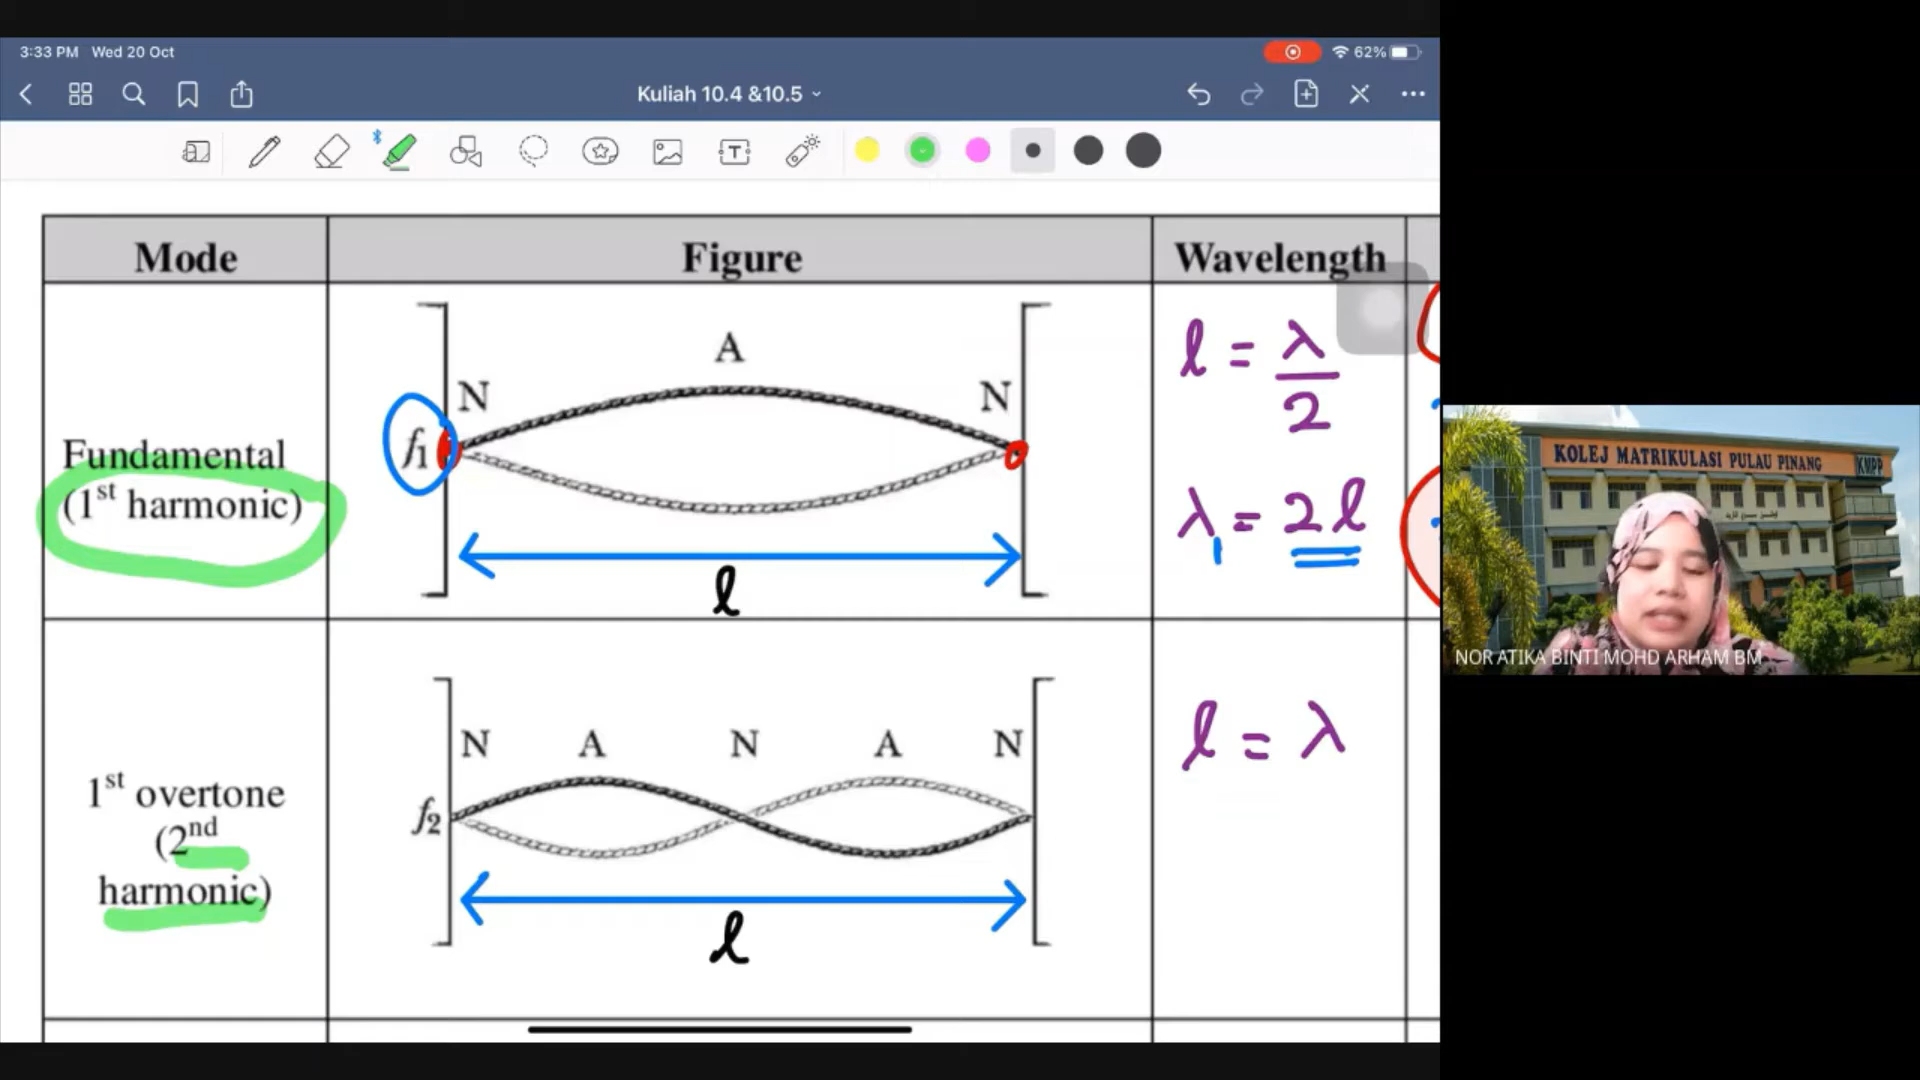 3:33 PM Wed 20 Oct
62%
Kuliah 10.4 &10.5
T
Mode
Figure
Wavelength
Fundamental
(1st harmonic)
A
N
N
f1
l
l = λ/2
λ1 = 2l
1st overtone
(2nd
harmonic)
N A N A N
f2
l
l = λ
KOLEJ MATRIKULASI PULAU PINANG
KMPP
NOR ATIKA BINTI MOHD ARHAM BM